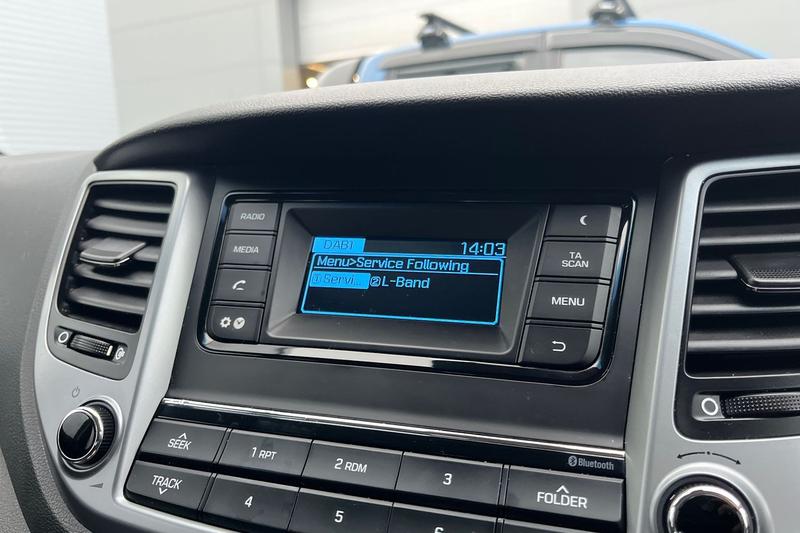 RADIO
MEDIA
DAB1 14:03
Menu>Service Following
1 Servi... 2 L-Band
TA
SCAN
MENU
SEEK
TRACK
1 RPT
2 RDM
3
4
5
6
FOLDER
Bluetooth